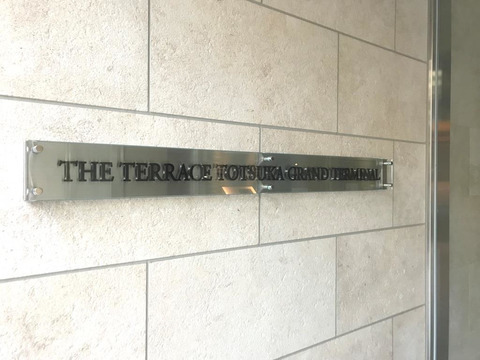 THE TERRACE TOTSUKA GRAND TERMINAL